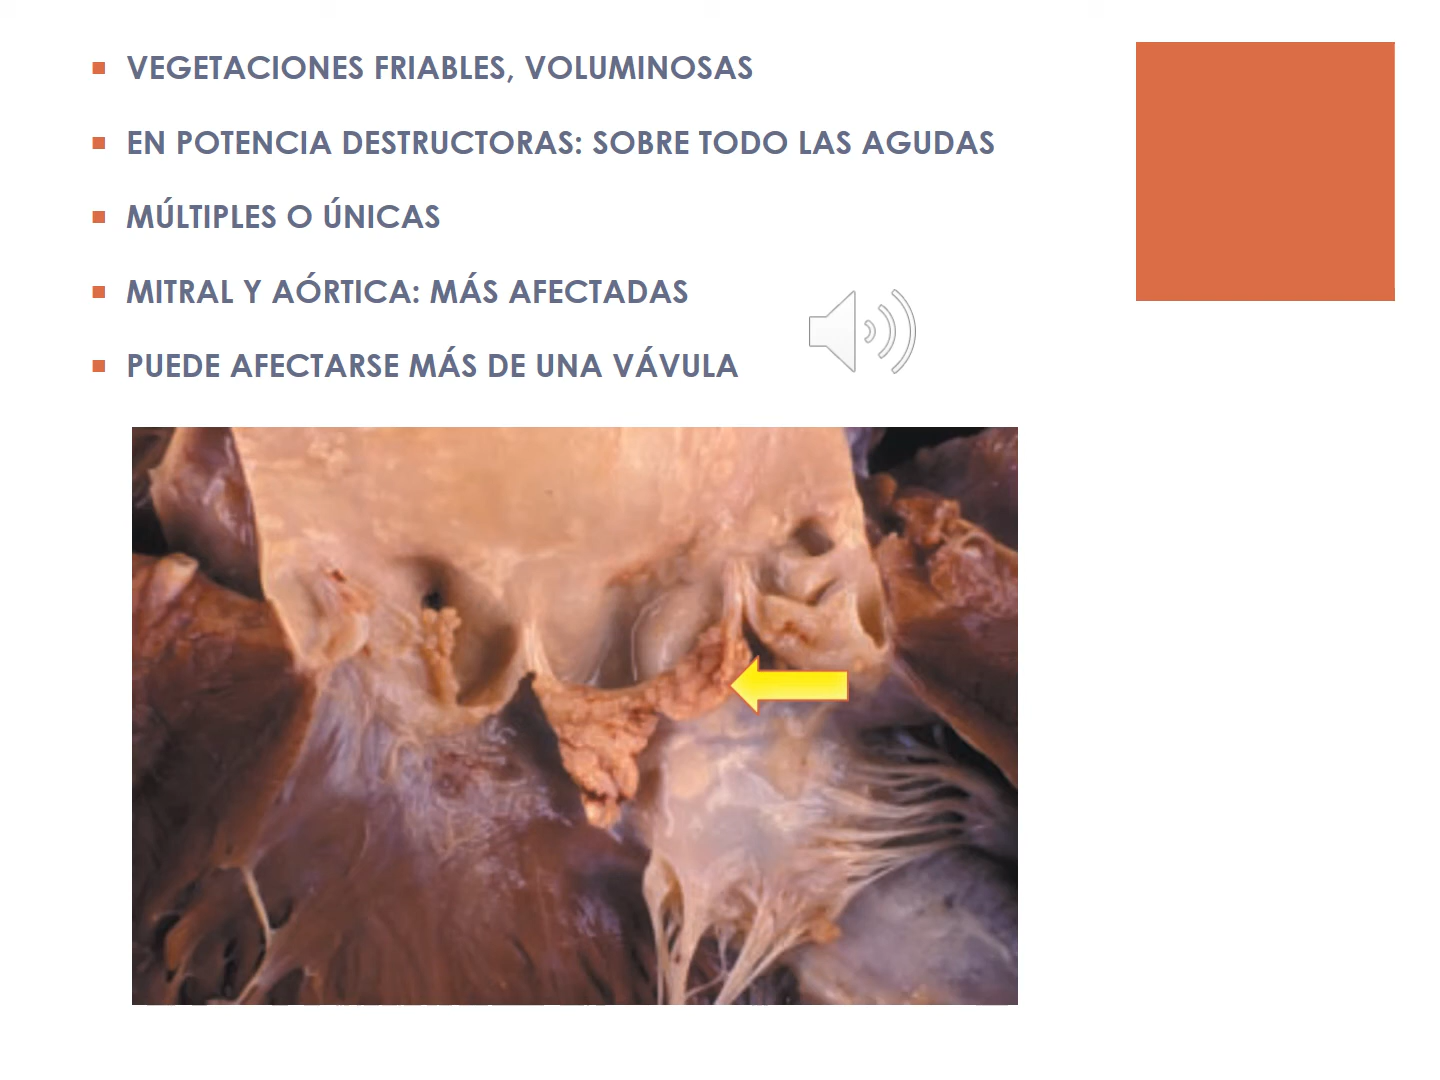 VEGETACIONES FRIABLES, VOLUMINOSAS
EN POTENCIA DESTRUCTORAS: SOBRE TODO LAS AGUDAS
MÚLTIPLES O ÚNICAS
MITRAL Y AÓRTICA: MÁS AFECTADAS
PUEDE AFECTARSE MÁS DE UNA VÁVULA